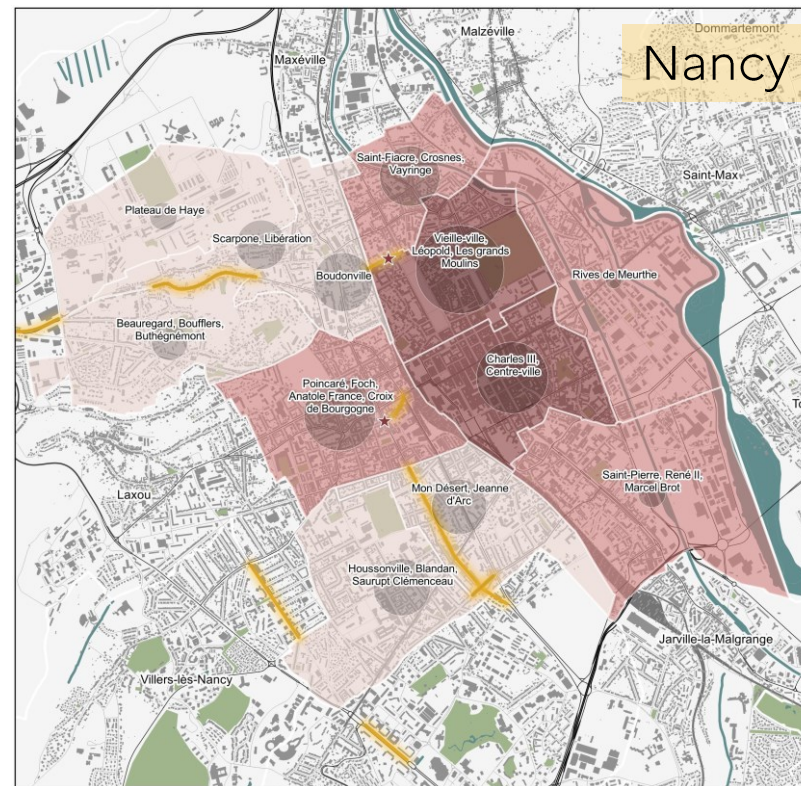 Dommartemont
Nancy
Malzéville
Maxéville
Saint-Fiacre, Crosnes,
Vayringe
Saint-Max
Plateau de Haye
Scarpone, Libération
Vieille-ville,
Léopold, Les grands
Moulins
Boudonville
Rives de Meurthe
Beauregard, Boufflers,
Buthégnémont
Charles III,
Centre-ville
Poincaré, Foch,
Anatole France, Croix
de Bourgogne
To
Laxou
Mon Désert, Jeanne
d'Arc
Saint-Pierre, René II,
Marcel Brot
Houssonville, Blandan,
Saurupt Clémenceau
Jarville-la-Malgrange
Villers-lès-Nancy